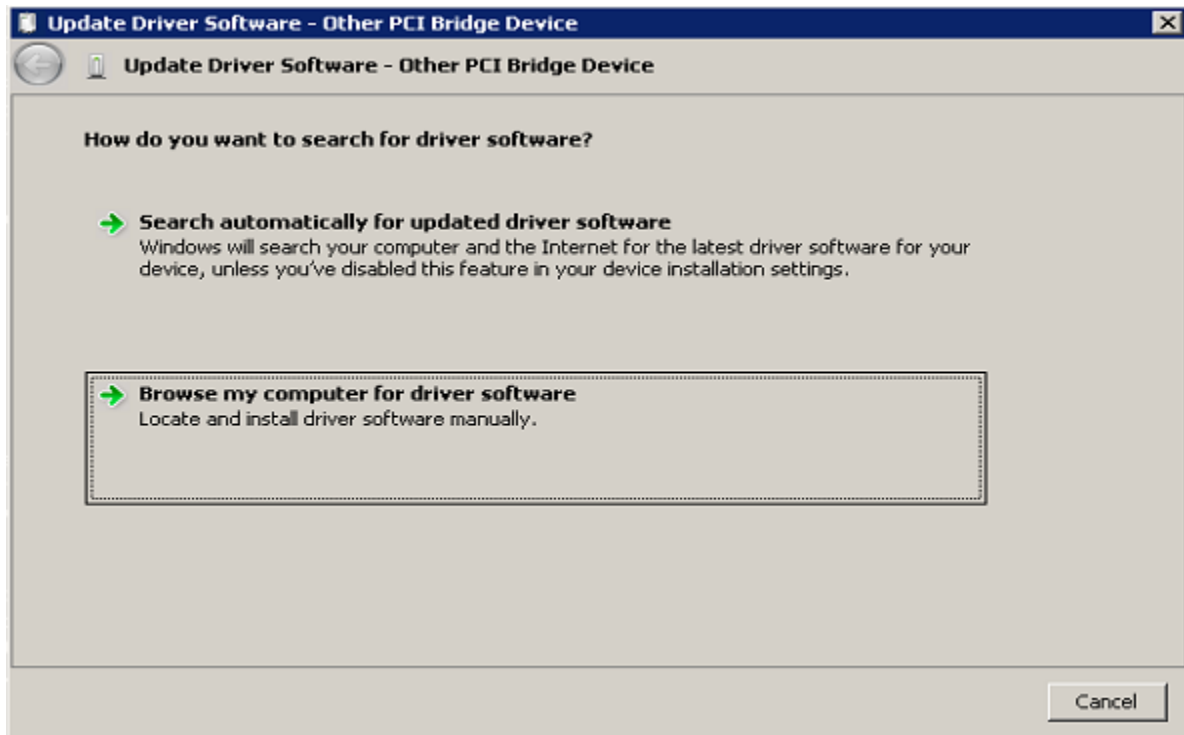 Update Driver Software - Other PCI Bridge Device
Update Driver Software - Other PCI Bridge Device
How do you want to search for driver software?
Search automatically for updated driver software
Windows will search your computer and the Internet for the latest driver software for your
device, unless you've disabled this feature in your device installation settings.
Browse my computer for driver software
Locate and install driver software manually.
Cancel